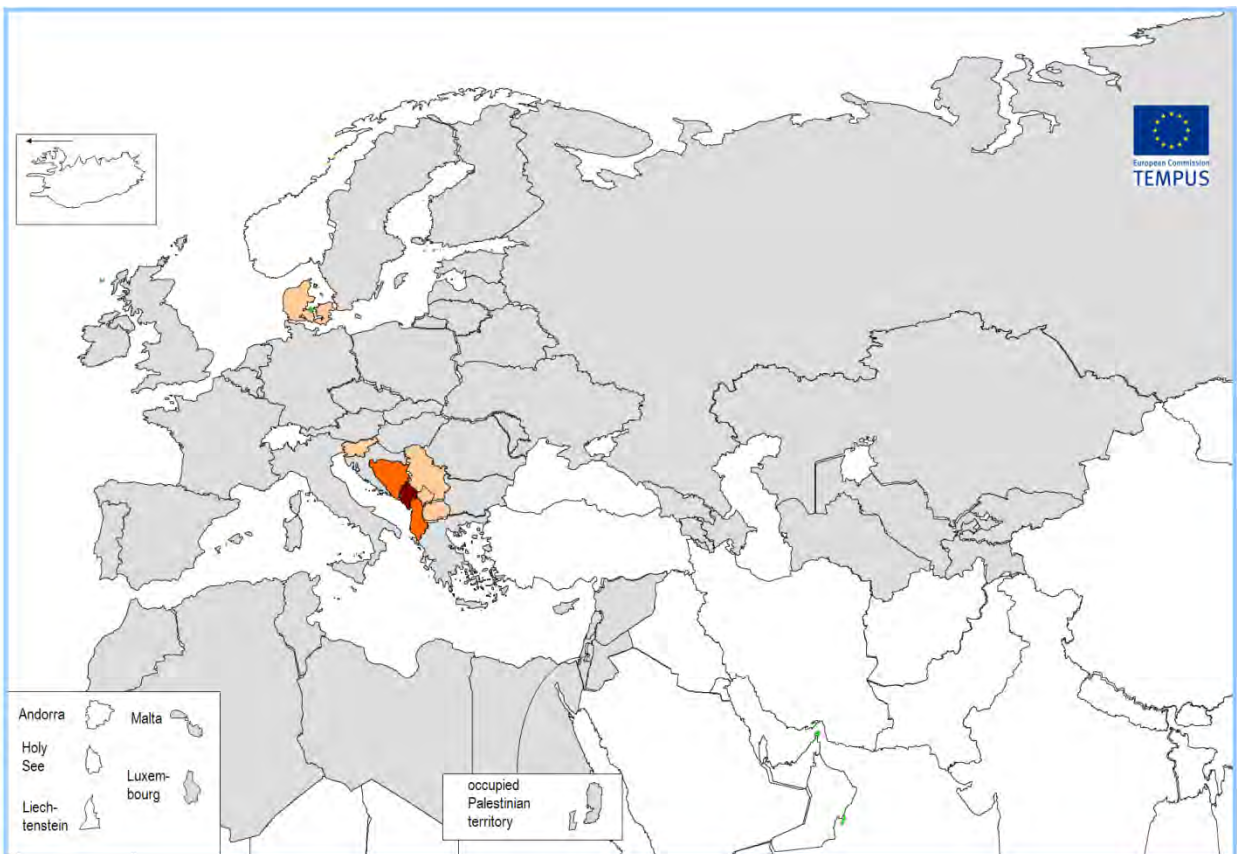 European Commission
TEMPUS
Andorra
Malta
Holy
See
Luxem-
bourg
Liech-
tenstein
occupied
Palestinian
territory